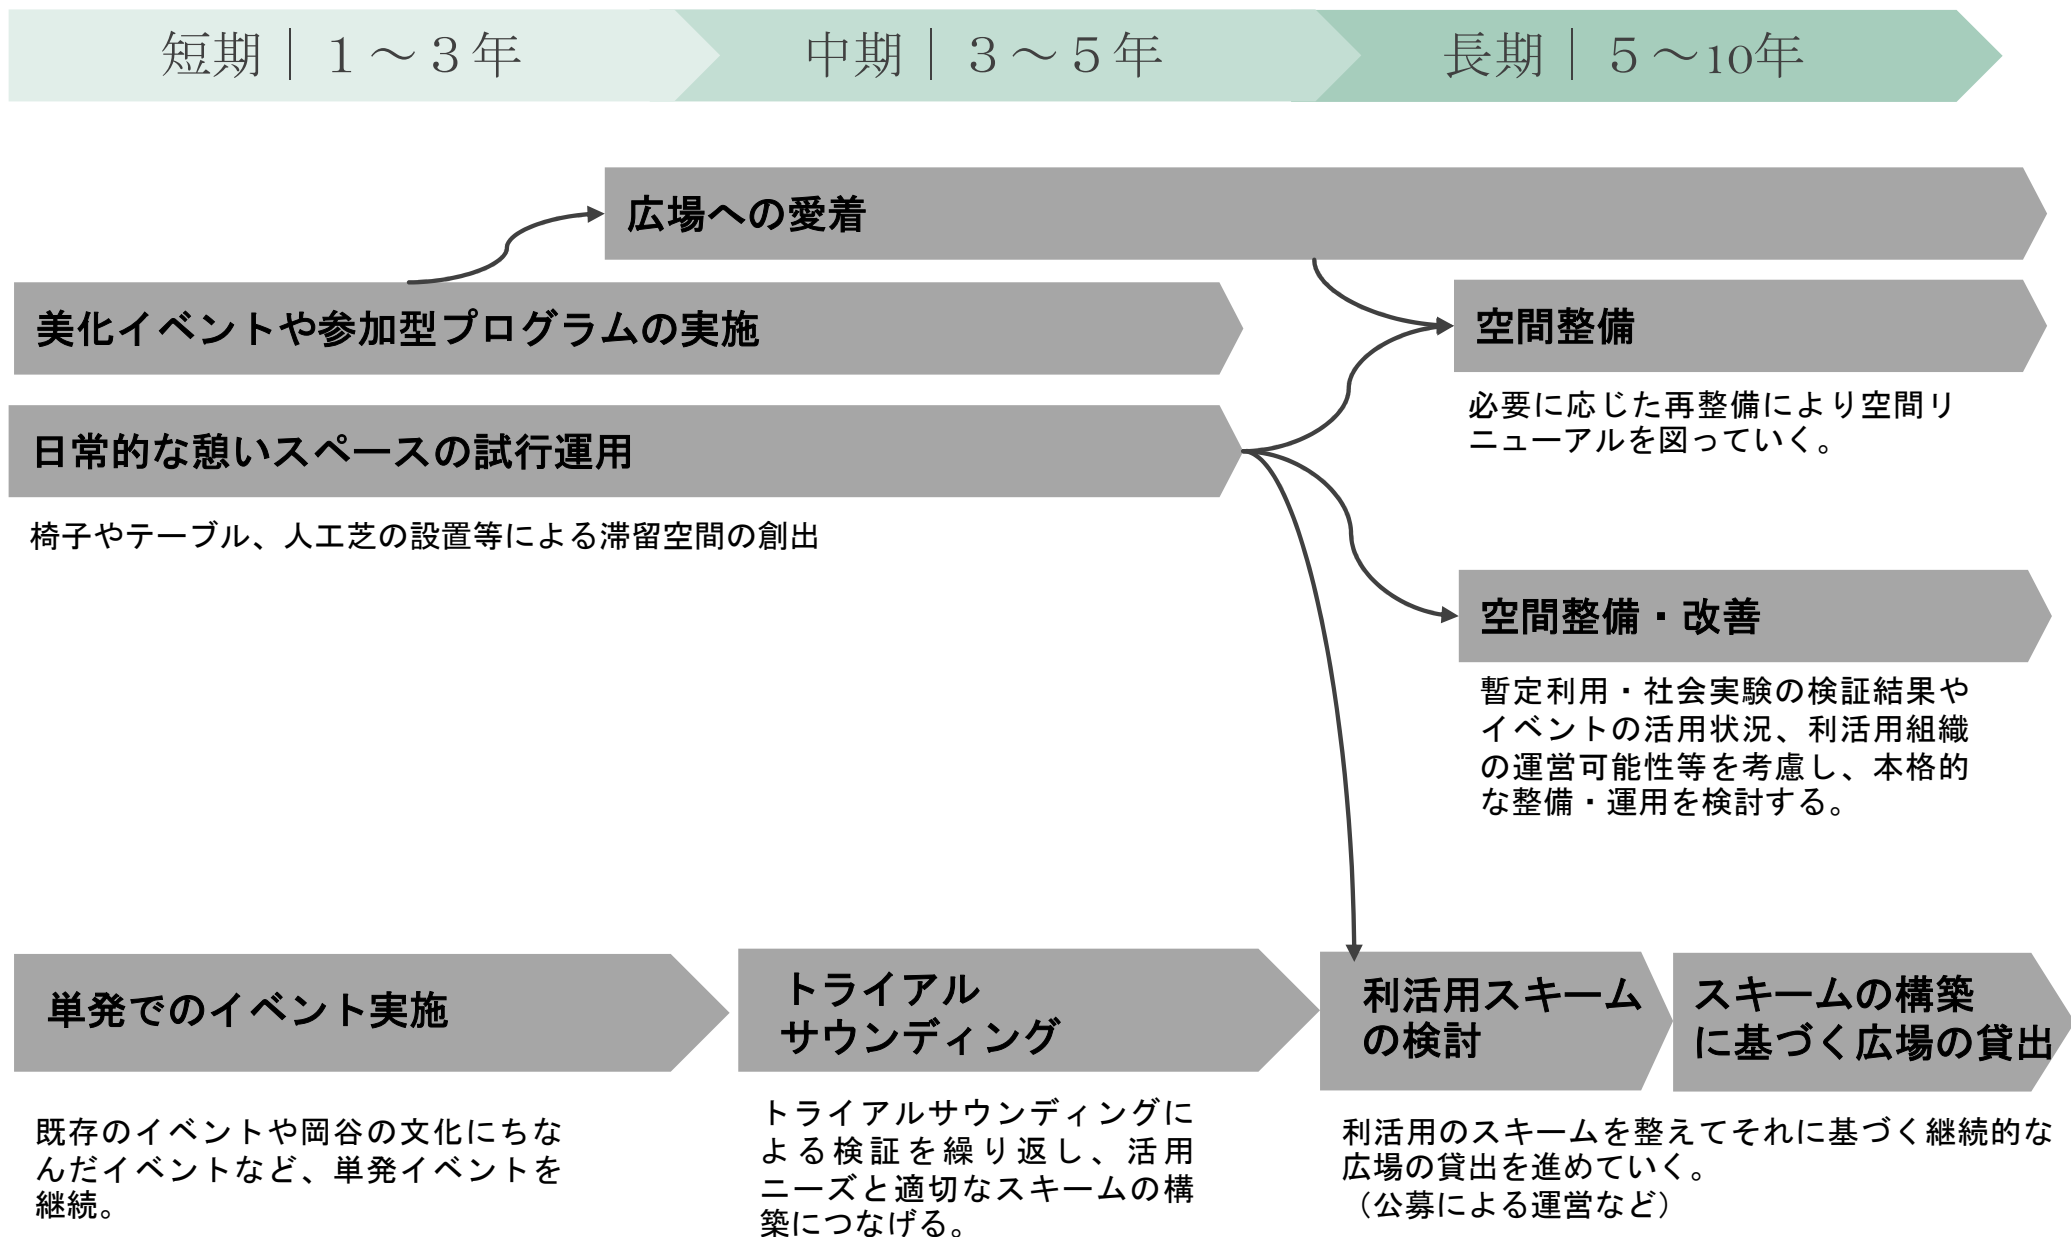 短期｜１～３年
中期｜３～５年
長期｜５～10年
広場への愛着
美化イベントや参加型プログラムの実施
空間整備
必要に応じた再整備により空間リ
ニューアルを図っていく。
日常的な憩いスペースの試行運用
椅子やテーブル、人工芝の設置等による滞留空間の創出
空間整備・改善
暫定利用・社会実験の検証結果や
イベントの活用状況、利活用組織
の運営可能性等を考慮し、本格的
な整備・運用を検討する。
単発でのイベント実施
既存のイベントや岡谷の文化にちな
んだイベントなど、単発イベントを
継続。
トライアル
サウンディング
トライアルサウンディングに
よる検証を繰り返し、活用
ニーズと適切なスキームの構
築につなげる。
利活用スキーム
の検討
スキームの構築
に基づく広場の貸出
利活用のスキームを整えてそれに基づく継続的な
広場の貸出を進めていく。
（公募による運営など）